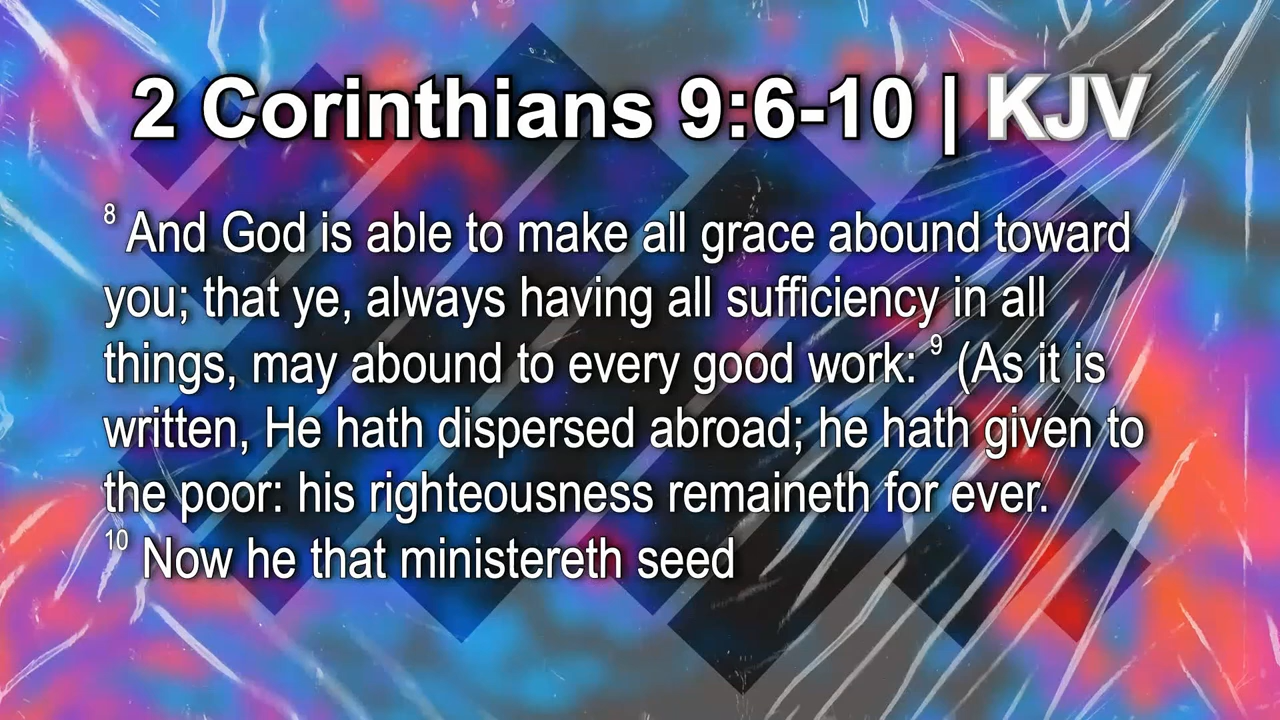 2 Corinthians 9:6-10 | KJV
8 And God is able to make all grace abound toward
you; that ye, always having all sufficiency in all
things, may abound to every good work: 9 (As it is
written, He hath dispersed abroad; he hath given to
the poor: his righteousness remaineth for ever.
10 Now he that ministereth seed